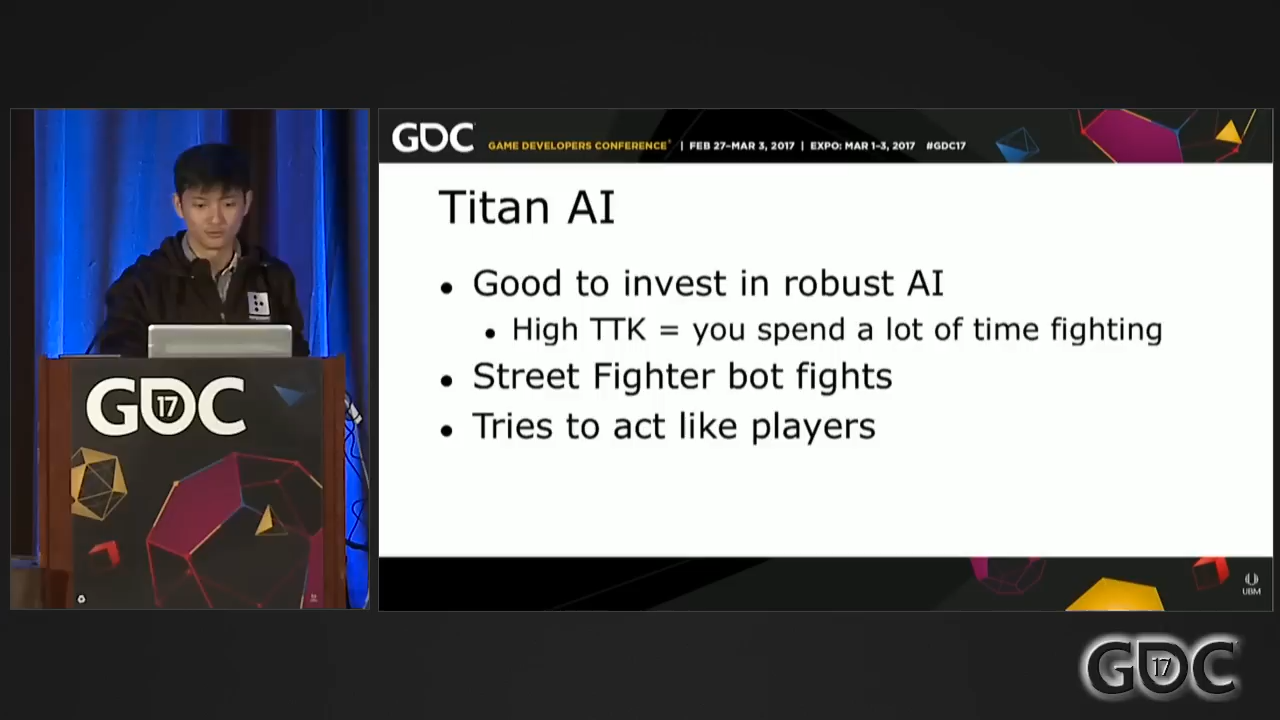 GDC GAME DEVELOPERS CONFERENCE® | FEB 27–MAR 3, 2017 | EXPO: MAR 1–3, 2017 #GDC17
Titan AI
• Good to invest in robust AI
• High TTK = you spend a lot of time fighting
• Street Fighter bot fights
• Tries to act like players
GDC 17
UBM
GDC 17